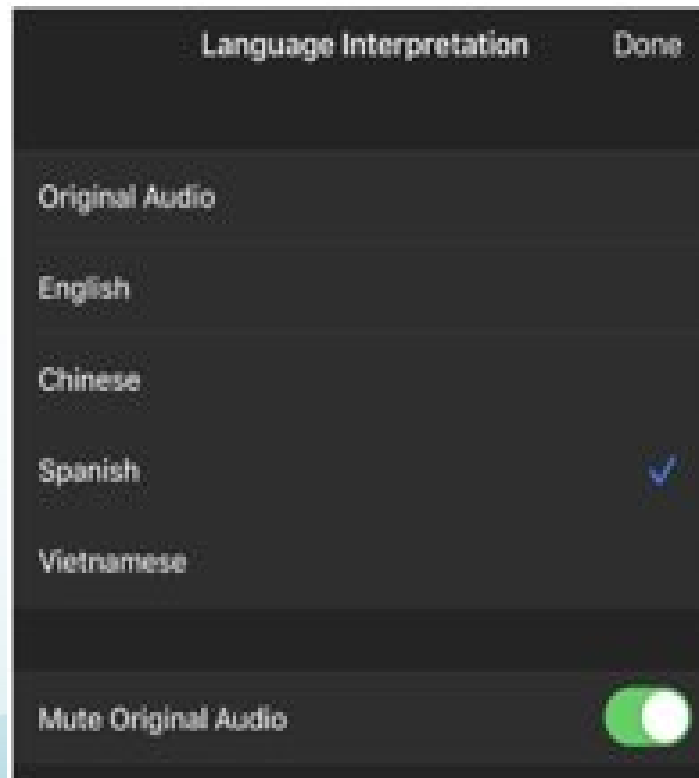 Language Interpretation Done
Original Audio
English
Chinese
Spanish
Vietnamese
Mute Original Audio